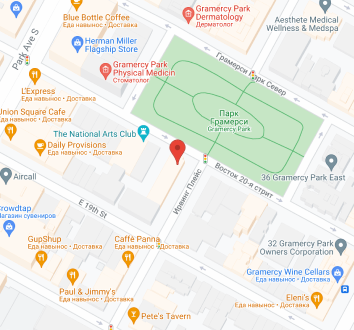 Blue Bottle Coffee
Еда навынос • Доставка
Gramercy Park
Dermatology
Дерматолог
Aesthete Medical
Wellness & Medspa
Park Ave S
Herman Miller
Flagship Store
Gramercy Park
Physical Medicin
Стоматолог
Грамерси Парк Север
L'Express
Еда навынос • Доставка
Парк
Грамерси
Gramercy Park
Union Square Cafe
Еда навынос • Доставка
The National Arts Club
Daily Provisions
Еда навынос • Доставка
Aircall
Восток 20-я стрит
36 Gramercy Park East
Ирвинг Плейс
E 19th St
Crowdtap
Магазин сувениров
GupShup
Еда навынос • Доставка
Caffé Panna
Еда навынос • Доставка
32 Gramercy Park
Owners Corporation
Gramercy Wine Cellars
Еда навынос • Доставка
Paul & Jimmy's
Еда навынос • Доставка
Eleni's
Еда навынос • Доставка
Pete's Tavern